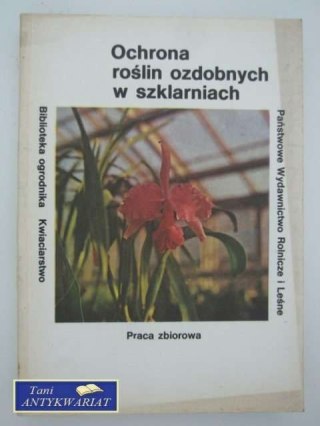 Ochrona
roślin ozdobnych
w szklarniach
Biblioteka ogrodnika Kwiaciarstwo
Państwowe Wydawnictwo Rolnicze i Leśne
Praca zbiorowa
Tani
ANTYKWARIAT